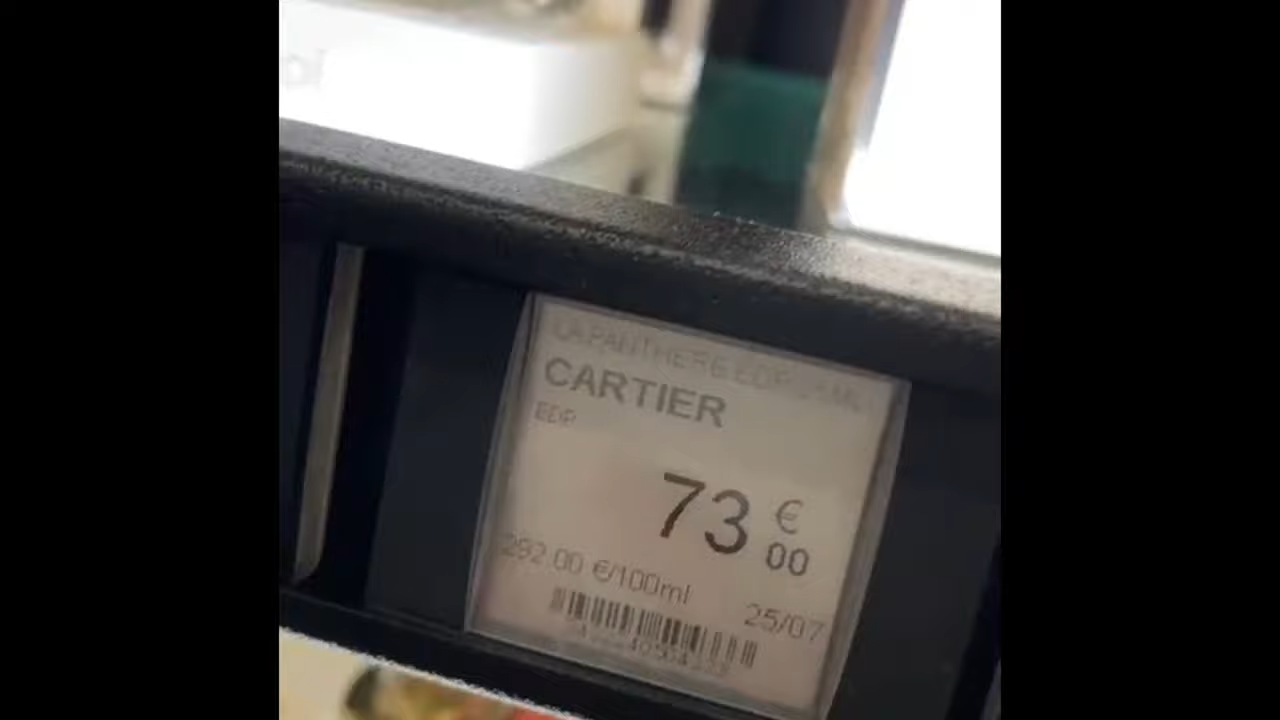 LA PANTHERE EDP 25ML
CARTIER
EDP
73 €
00
292.00 €/100ml
25/07